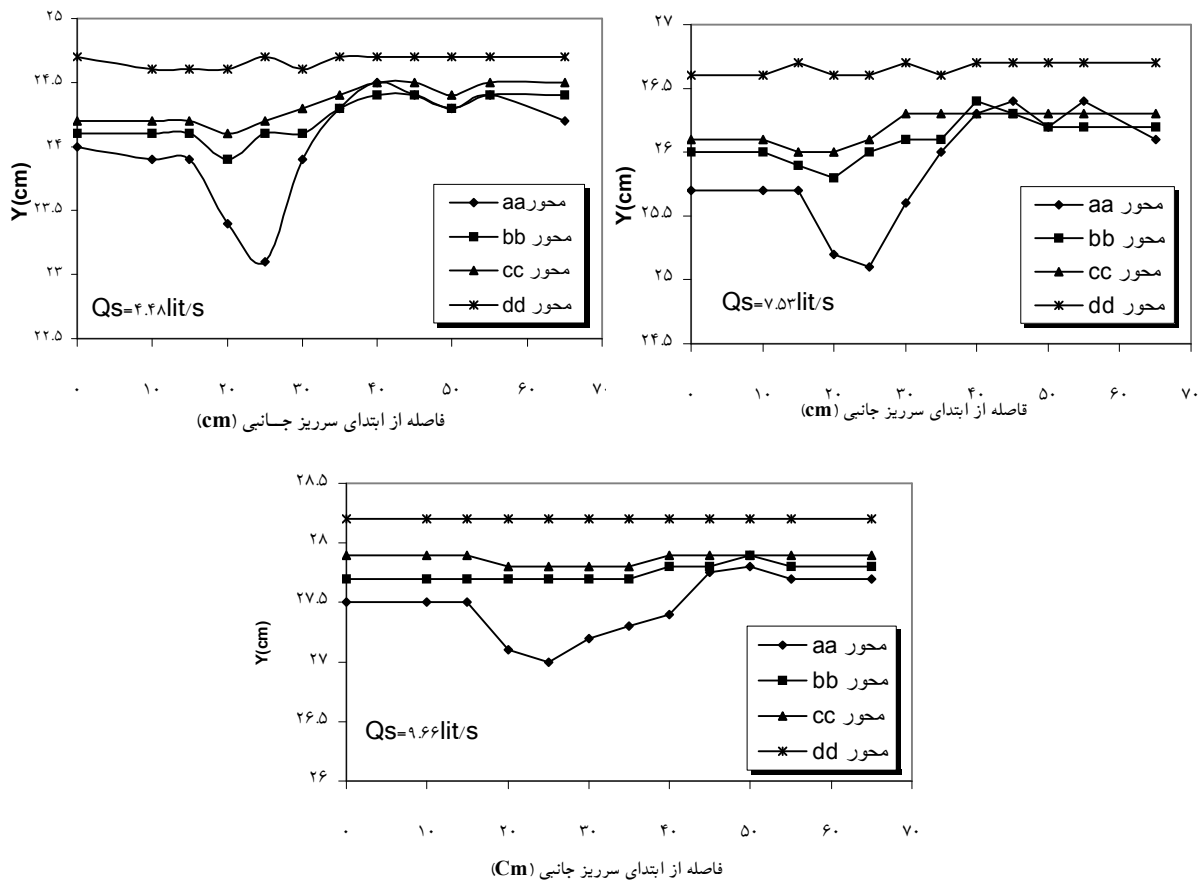 ۲۵
۲۴.۵
۲۴
۲۳.۵
۲۳
۲۲.۵
Y(cm)
محورaa
محور bb
محور cc
محور dd
Qs=۴.۴۸lit/s
۰ ۱۰ ۲۰ ۳۰ ۴۰ ۵۰ ۶۰ ۷۰
فاصله از ابتدای سرریز جــانبی (cm)
۲۷
۲۶.۵
۲۶
۲۵.۵
۲۵
۲۴.۵
Y(cm)
محور aa
محور bb
محور cc
محور dd
Qs=۷.۵۳lit/s
۰ ۱۰ ۲۰ ۳۰ ۴۰ ۵۰ ۶۰ ۷۰
فاصله از ابتدای سرریز جانبی (cm)
۲۸.۵
۲۸
۲۷.۵
۲۷
۲۶.۵
۲۶
Y(cm)
محور aa
محور bb
محور cc
محور dd
Qs=۹.۶۶lit/s
۰ ۱۰ ۲۰ ۳۰ ۴۰ ۵۰ ۶۰ ۷۰
فاصله از ابتدای سرریز جانبی (Cm)